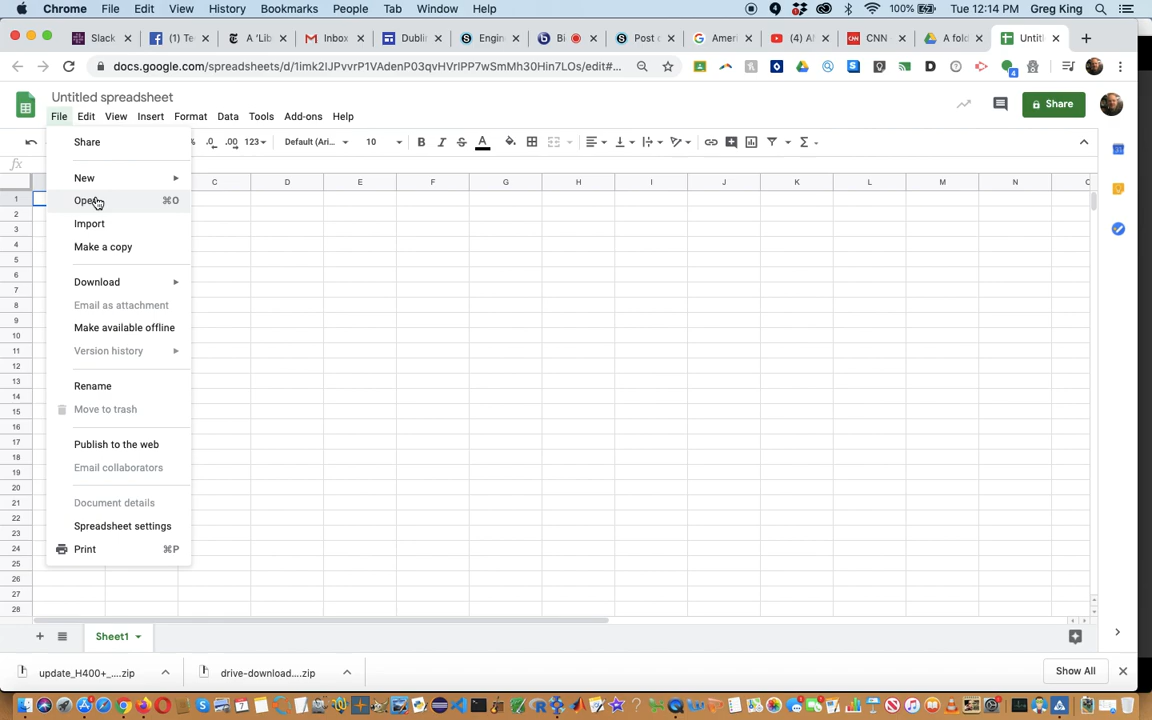 Chrome File Edit View History Bookmarks People Tab Window Help 4 100% Tue 12:14 PM Greg King
Slack (1) Te A 'Lib Inbox Dublin Engin Bi Post c Ameri (4) Al CNN A fold Untitl
docs.google.com/spreadsheets/d/1imk2IJPvvrP1VAdenP03qvHVrIPP7wSmMh30Hin7LOs/edit#... 4
Untitled spreadsheet
File Edit View Insert Format Data Tools Add-ons Help Share
% .0 .00 123 Default (Ari... 10 B I S A Σ
fx
C D E F G H I J K L M N
1 2 3 4 5 6 7 8 9 10 11 12 13 14 15 16 17 18 19 20 21 22 23 24 25 26 27 28
Share
New
Open ⌘O
Import
Make a copy
Download
Email as attachment
Make available offline
Version history
Rename
Move to trash
Publish to the web
Email collaborators
Document details
Spreadsheet settings
Print ⌘P
Sheet1
update_H400+_....zip drive-download....zip Show All